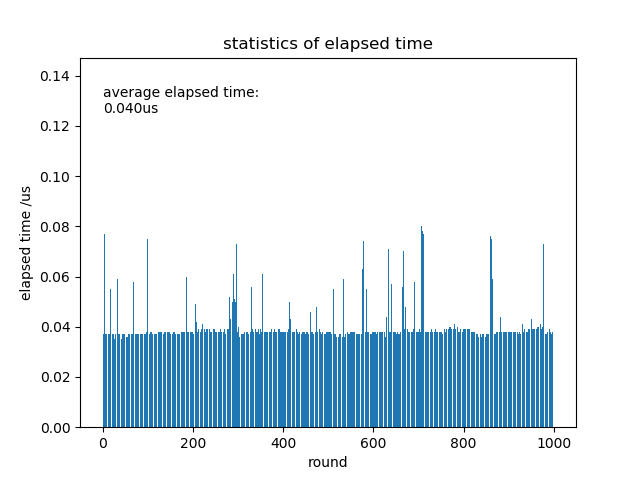 statistics of elapsed time
0.14
0.12
0.10
0.08
0.06
0.04
0.02
0.00
elapsed time /us
average elapsed time:
0.040us
0
200
400
600
800
1000
round